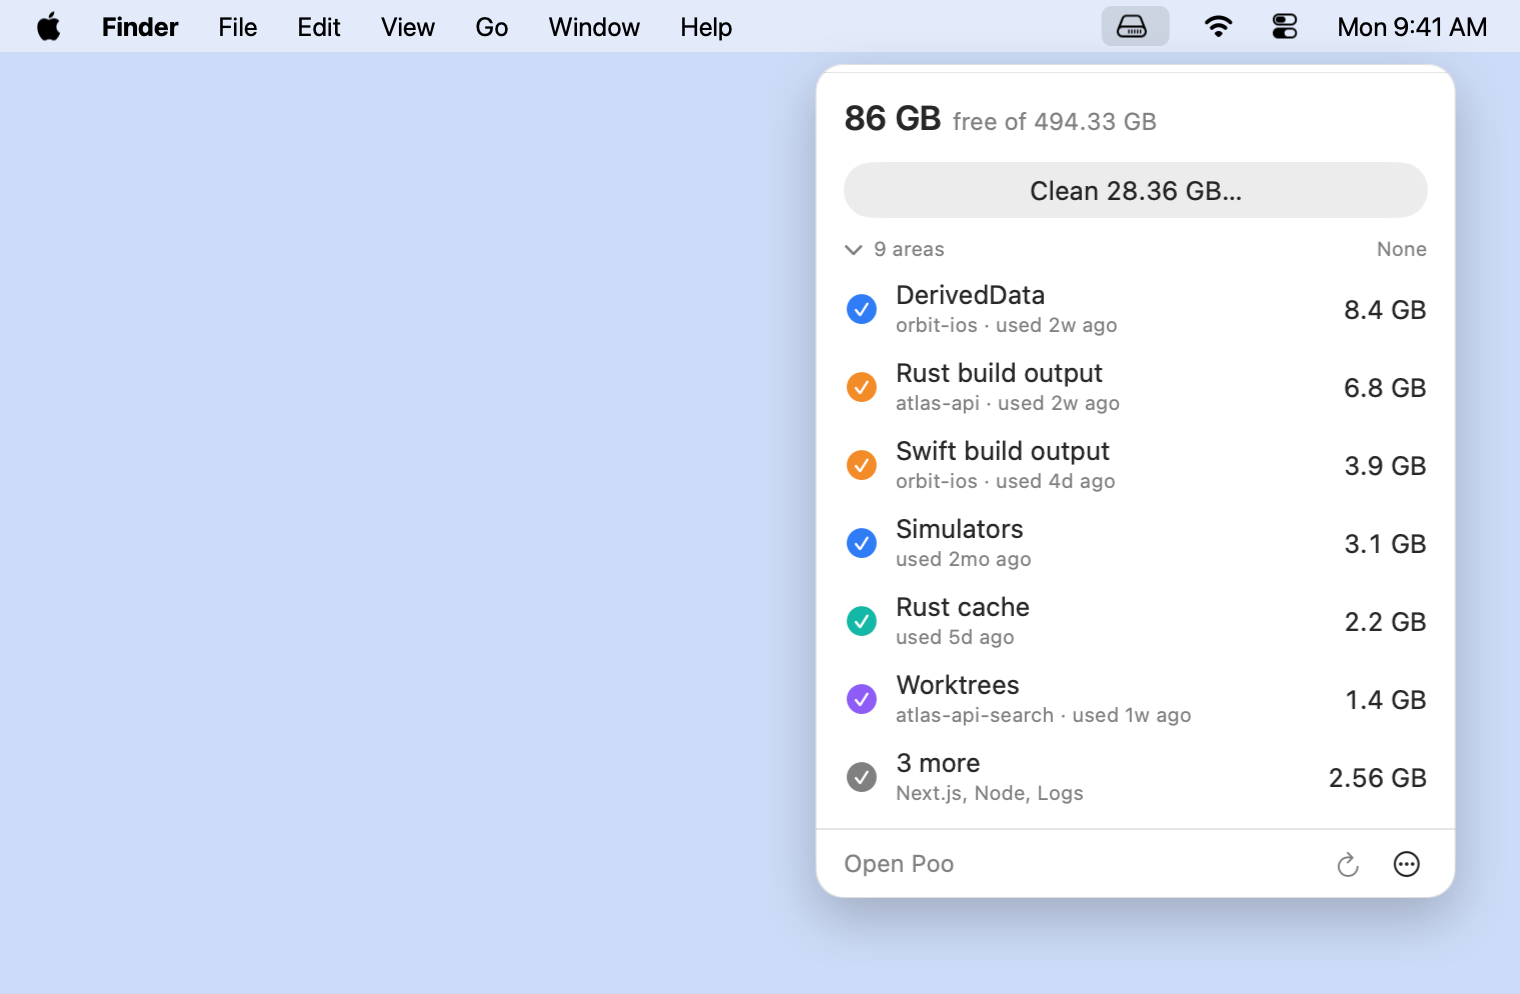 Finder File Edit View Go Window Help Mon 9:41 AM
86 GB free of 494.33 GB
Clean 28.36 GB...
9 areas None
DerivedData 8.4 GB
orbit-ios · used 2w ago
Rust build output 6.8 GB
atlas-api · used 2w ago
Swift build output 3.9 GB
orbit-ios · used 4d ago
Simulators 3.1 GB
used 2mo ago
Rust cache 2.2 GB
used 5d ago
Worktrees 1.4 GB
atlas-api-search · used 1w ago
3 more 2.56 GB
Next.js, Node, Logs
Open Poo